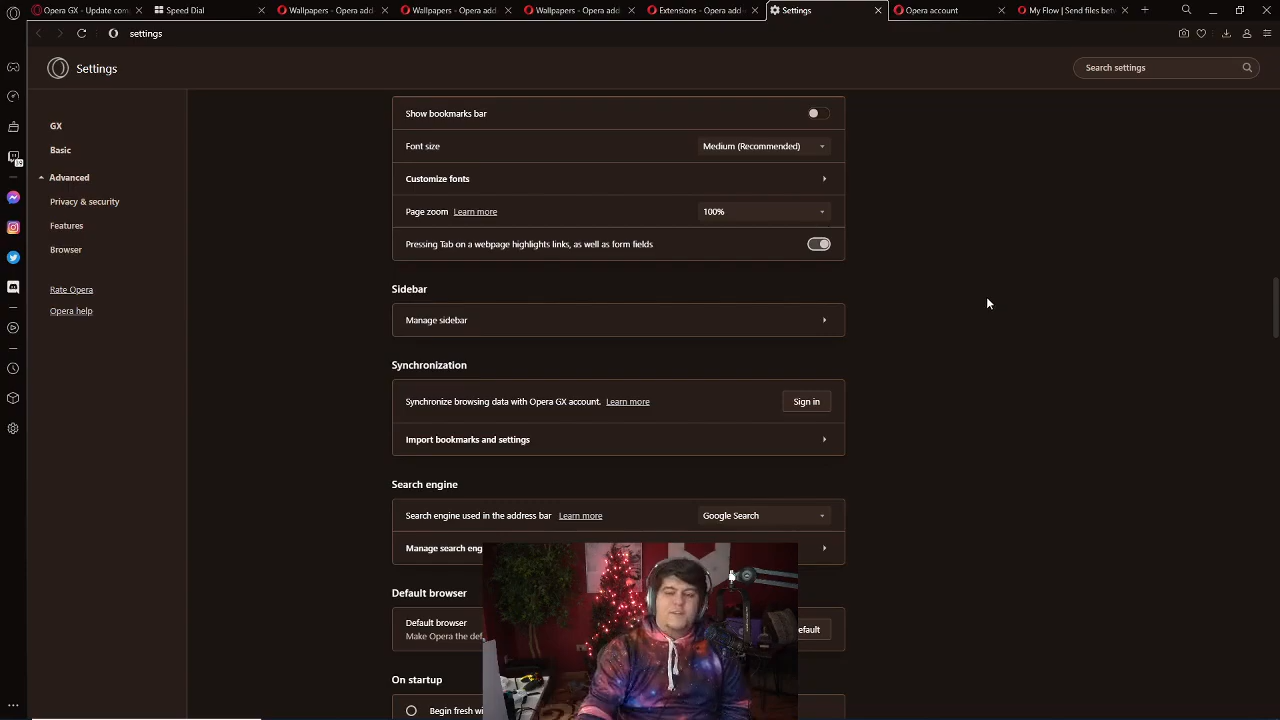 Opera GX - Update com
Speed Dial
Wallpapers - Opera add
Wallpapers - Opera add
Wallpapers - Opera add
Extensions - Opera add
Settings
Opera account
My Flow | Send files bet
settings
Settings
Search settings
GX
Basic
Advanced
Privacy & security
Features
Browser
Rate Opera
Opera help
Show bookmarks bar
Font size Medium (Recommended)
Customize fonts
Page zoom Learn more 100%
Pressing Tab on a webpage highlights links, as well as form fields
Sidebar
Manage sidebar
Synchronization
Synchronize browsing data with Opera GX account. Learn more Sign in
Import bookmarks and settings
Search engine
Search engine used in the address bar Learn more Google Search
Manage search eng
Default browser
Default browser
Make Opera the def
efault
On startup
Begin fresh wi